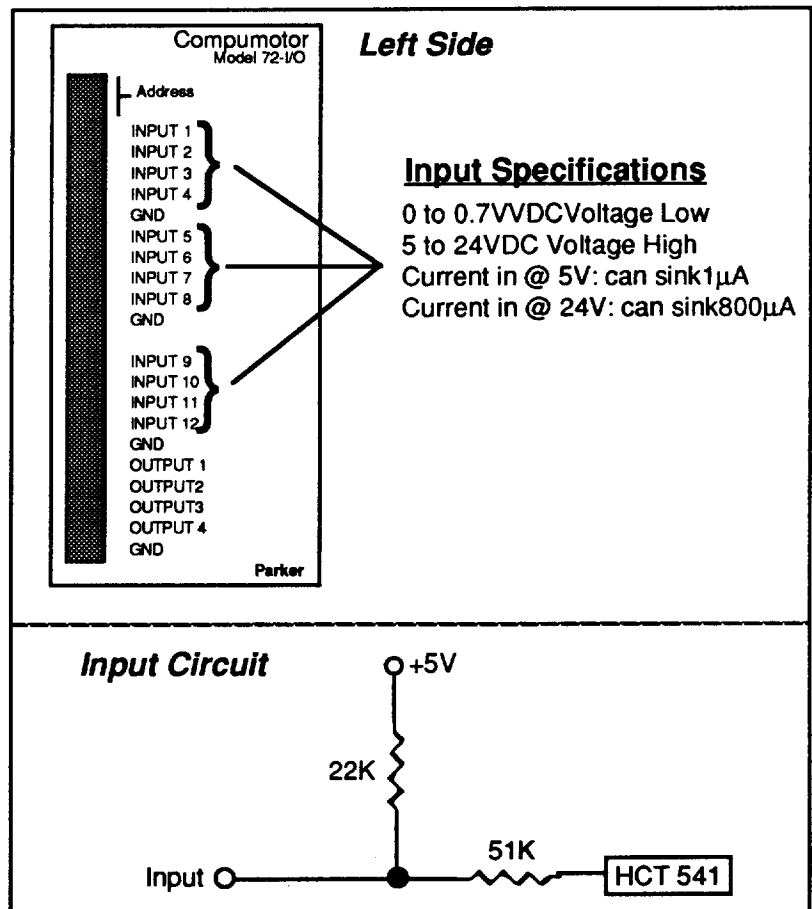 Compumotor
Model 72-I/O
Left Side
Address
INPUT 1
INPUT 2
INPUT 3
INPUT 4
GND
INPUT 5
INPUT 6
INPUT 7
INPUT 8
GND
INPUT 9
INPUT 10
INPUT 11
INPUT 12
GND
OUTPUT 1
OUTPUT2
OUTPUT3
OUTPUT 4
GND
Parker
Input Specifications
0 to 0.7VVDCVoltage Low
5 to 24VDC Voltage High
Current in @ 5V: can sink1µA
Current in @ 24V: can sink800µA
Input Circuit
+5V
22K
51K
Input
HCT 541